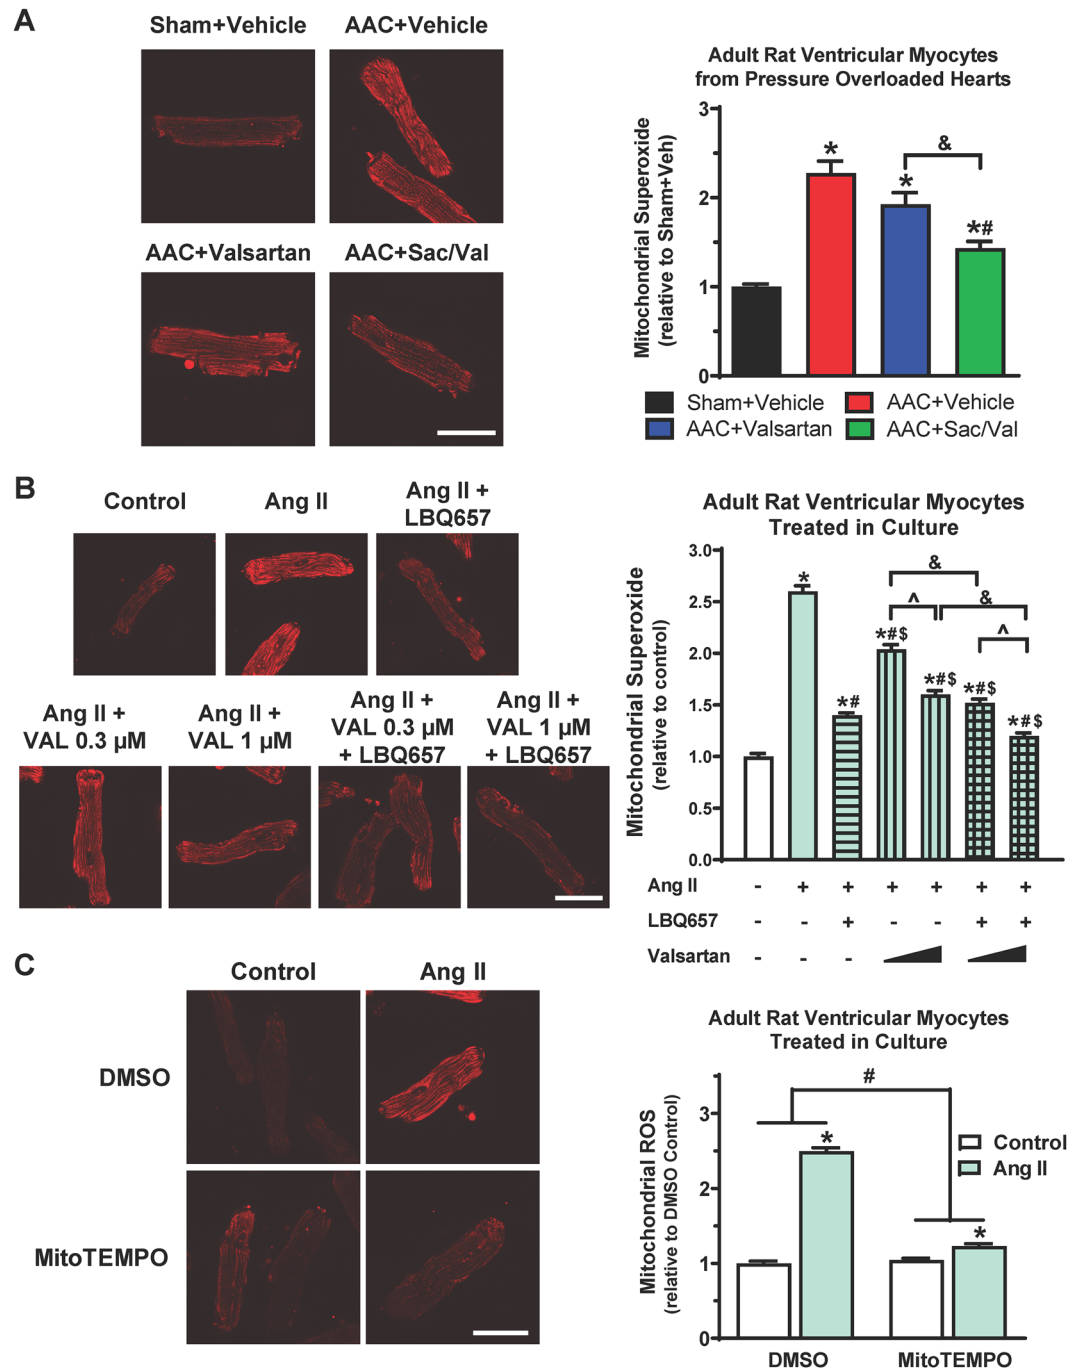 A
Sham+Vehicle
AAC+Vehicle
AAC+Valsartan
AAC+Sac/Val
Adult Rat Ventricular Myocytes
from Pressure Overloaded Hearts
Mitochondrial Superoxide
(relative to Sham+Veh)
3
2
1
0
*
*
&
*#
Sham+Vehicle
AAC+Vehicle
AAC+Valsartan
AAC+Sac/Val
B
Control
Ang II
Ang II +
LBQ657
Ang II +
VAL 0.3 µM
Ang II +
VAL 1 µM
Ang II +
VAL 0.3 µM
+ LBQ657
Ang II +
VAL 1 µM
+ LBQ657
Adult Rat Ventricular Myocytes
Treated in Culture
Mitochondrial Superoxide
(relative to control)
3.0
2.5
2.0
1.5
1.0
0.5
0.0
*
*#
*#$
*#$
*#$
*#$
&
^
&
^
Ang II - + + + + + +
LBQ657 - - + - - + +
Valsartan - - -
C
Control
Ang II
DMSO
MitoTEMPO
Adult Rat Ventricular Myocytes
Treated in Culture
Mitochondrial ROS
(relative to DMSO Control)
3
2
1
0
#
*
*
Control
Ang II
DMSO
MitoTEMPO